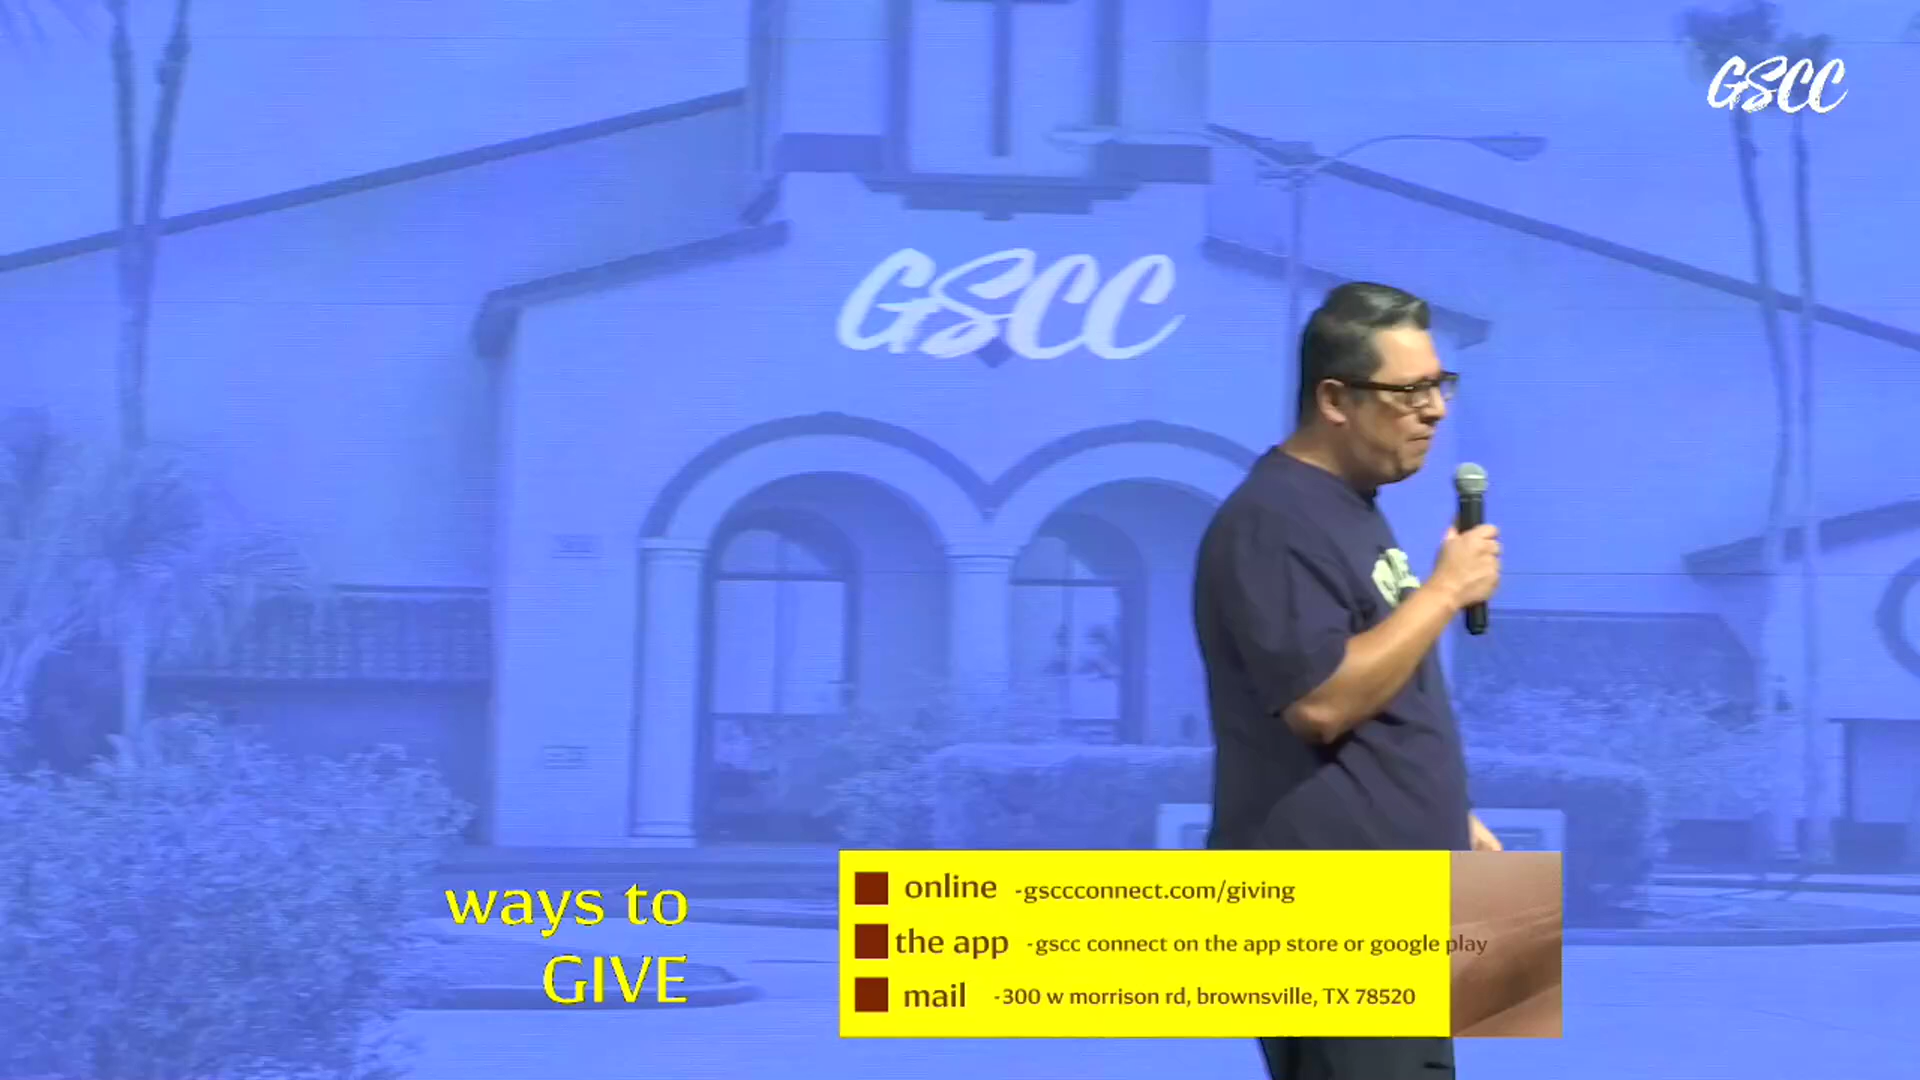 GSCC
GSCC
ways to
GIVE
online -gsccconnect.com/giving
the app -gscc connect on the app store or google play
mail -300 w morrison rd, brownsville, TX 78520